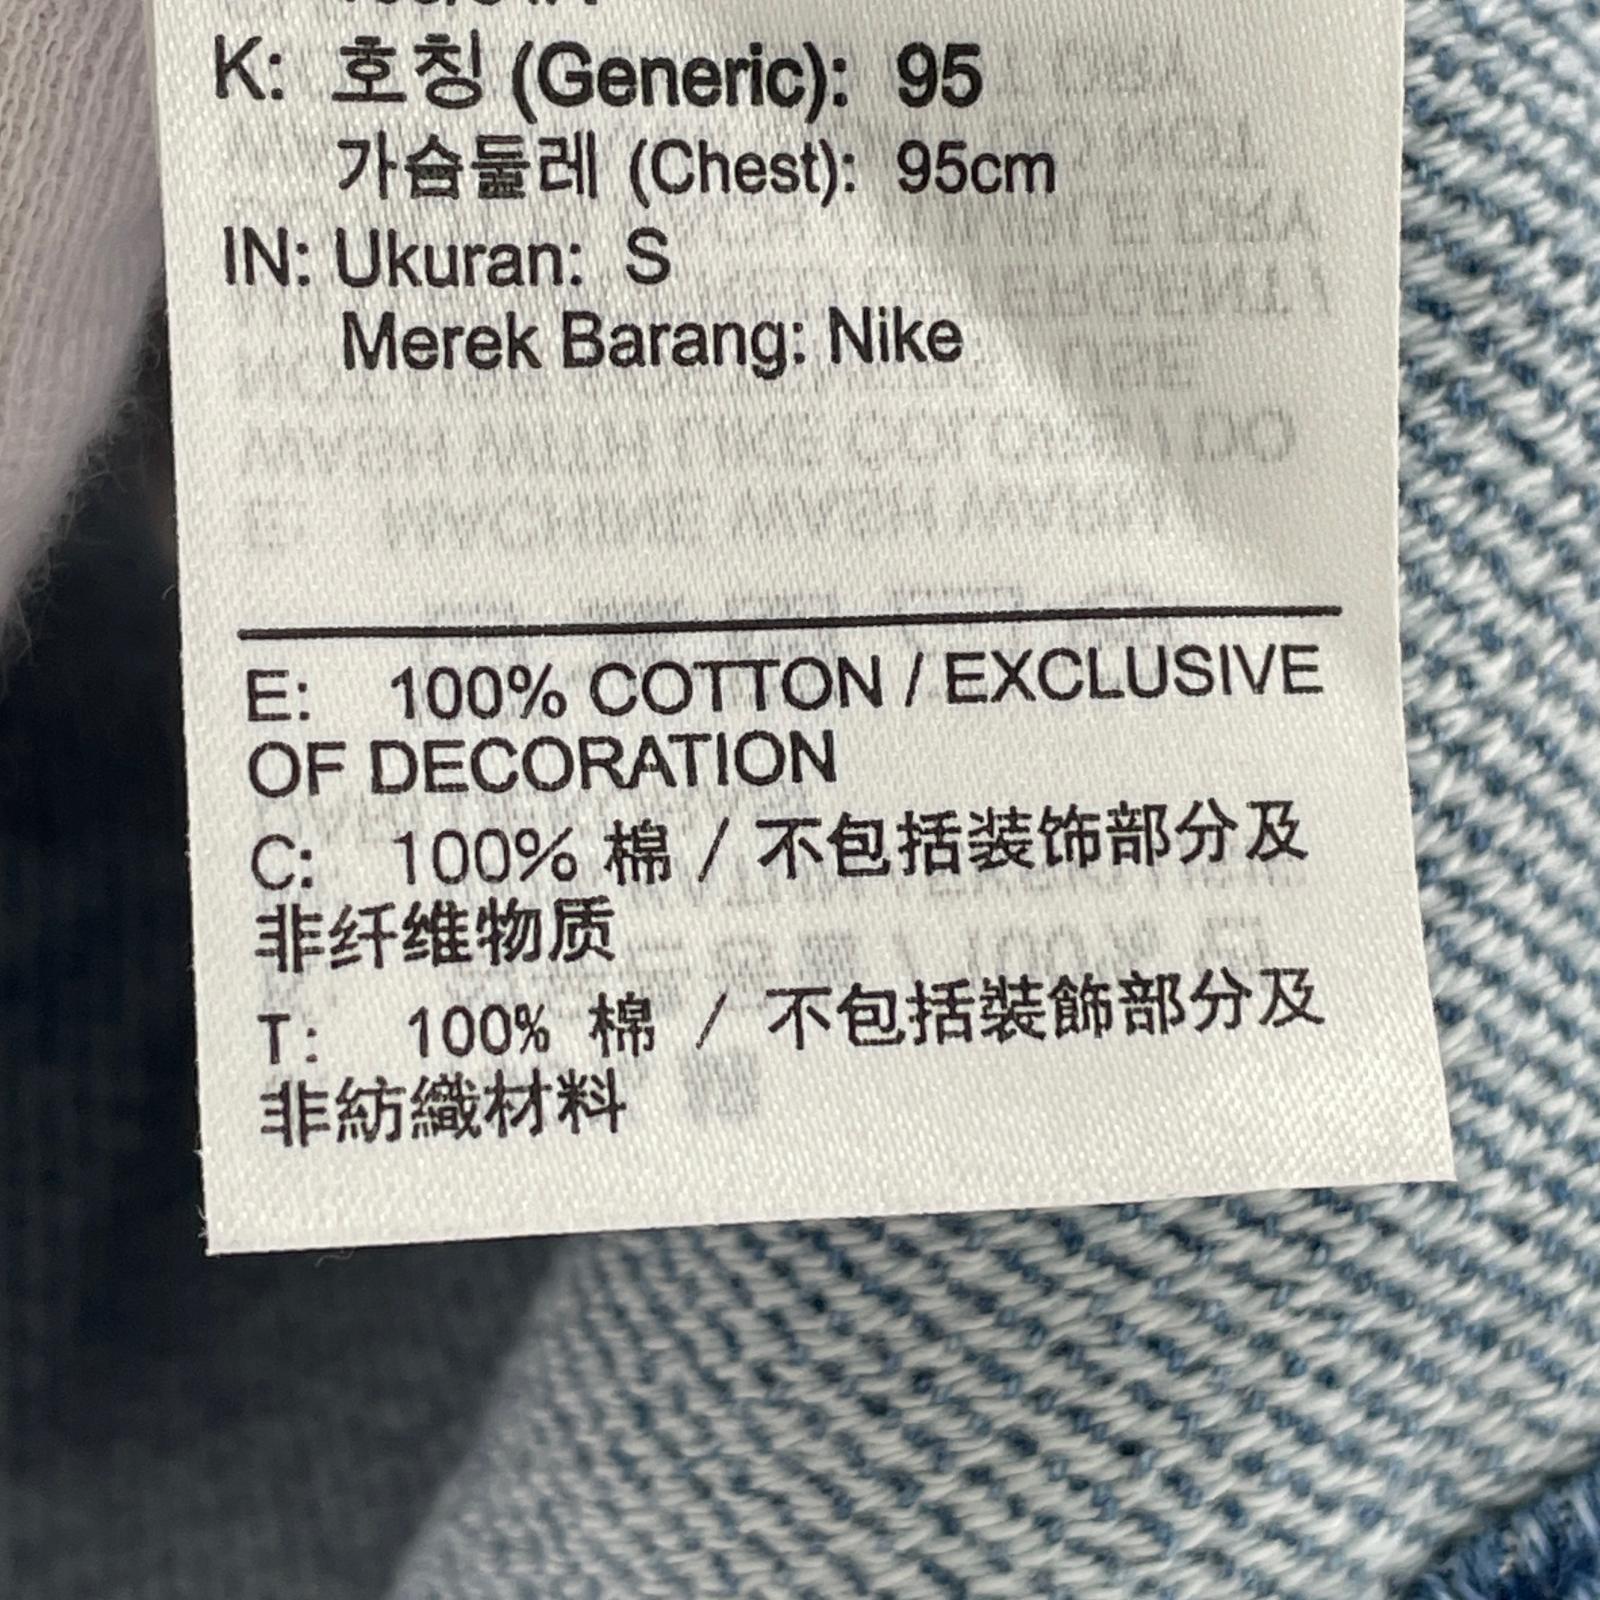 K: 호칭 (Generic): 95
가슴둘레 (Chest): 95cm
IN: Ukuran: S
Merek Barang: Nike
E: 100% COTTON / EXCLUSIVE
OF DECORATION
C: 100% 棉 / 不包括装饰部分及
非纤维物质
T: 100% 棉 / 不包括裝飾部分及
非紡織材料